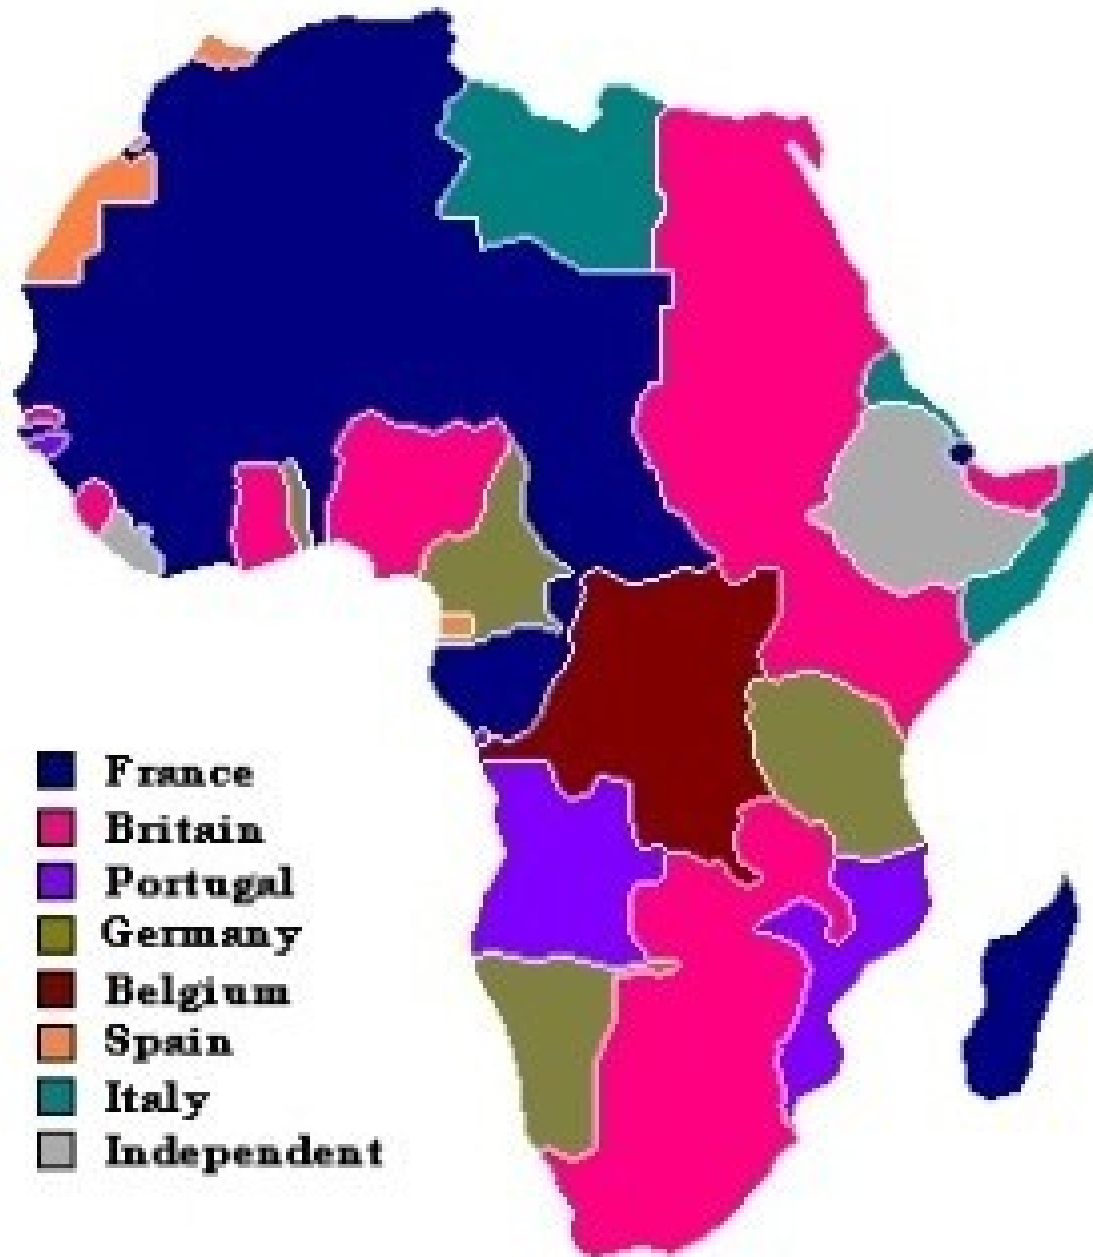 France
Britain
Portugal
Germany
Belgium
Spain
Italy
Independent